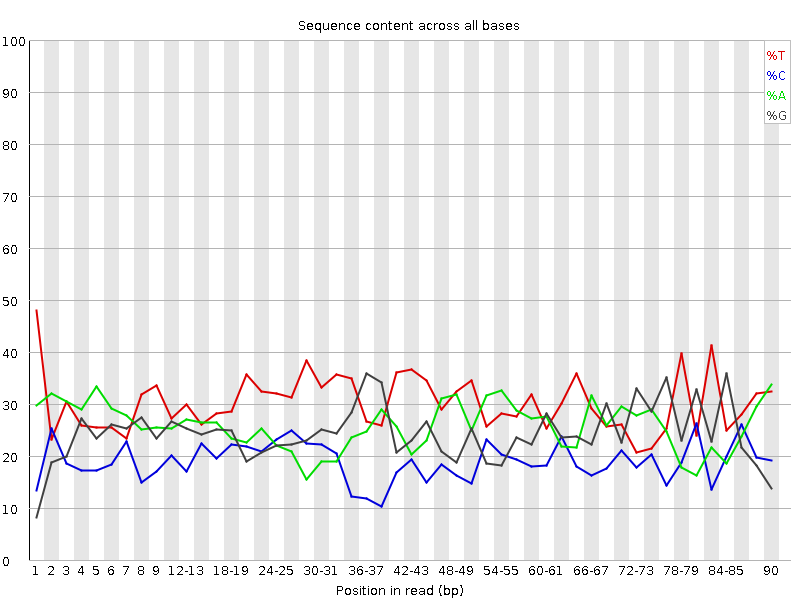 Sequence content across all bases
100
90
80
70
60
50
40
30
20
10
0
%T
%C
%A
%G
1 2 3 4 5 6 7 8 9 12-13 18-19 24-25 30-31 36-37 42-43 48-49 54-55 60-61 66-67 72-73 78-79 84-85 90
Position in read (bp)